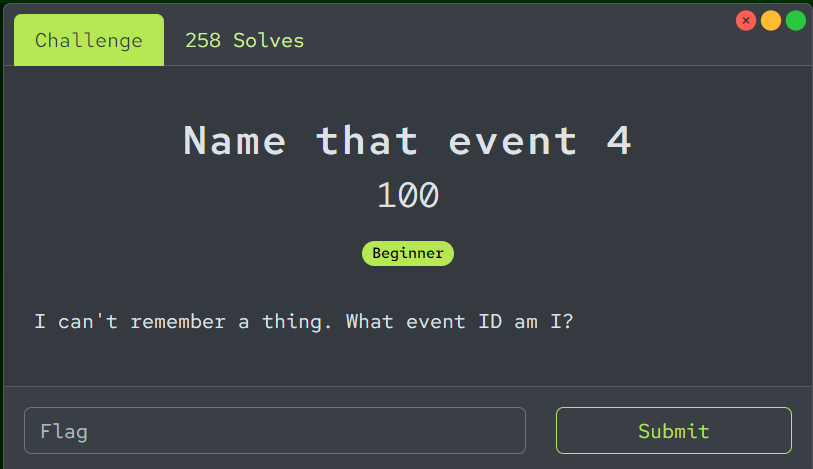 Challenge
258 Solves
Name that event 4
100
Beginner
I can't remember a thing. What event ID am I?
Flag
Submit